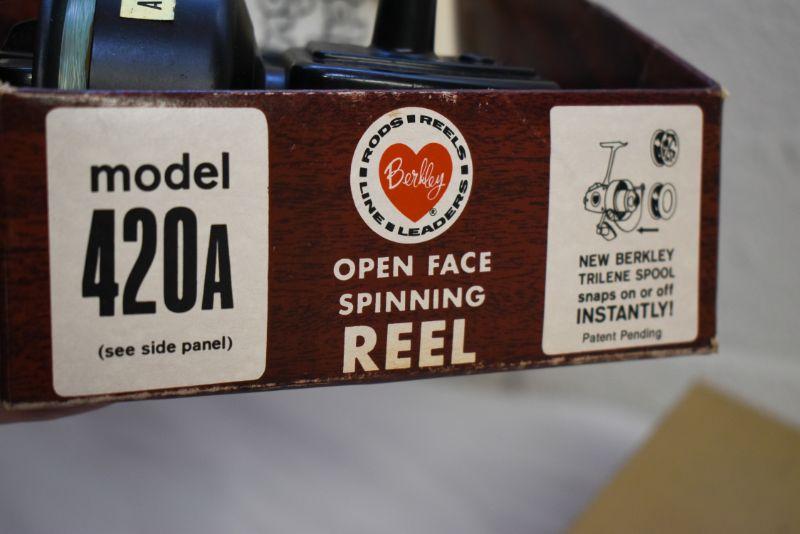 A
model
420A
(see side panel)
RODS REELS
LINE LEADERS
Berkley
®
OPEN FACE
SPINNING
REEL
NEW BERKLEY
TRILENE SPOOL
snaps on or off
INSTANTLY!
Patent Pending